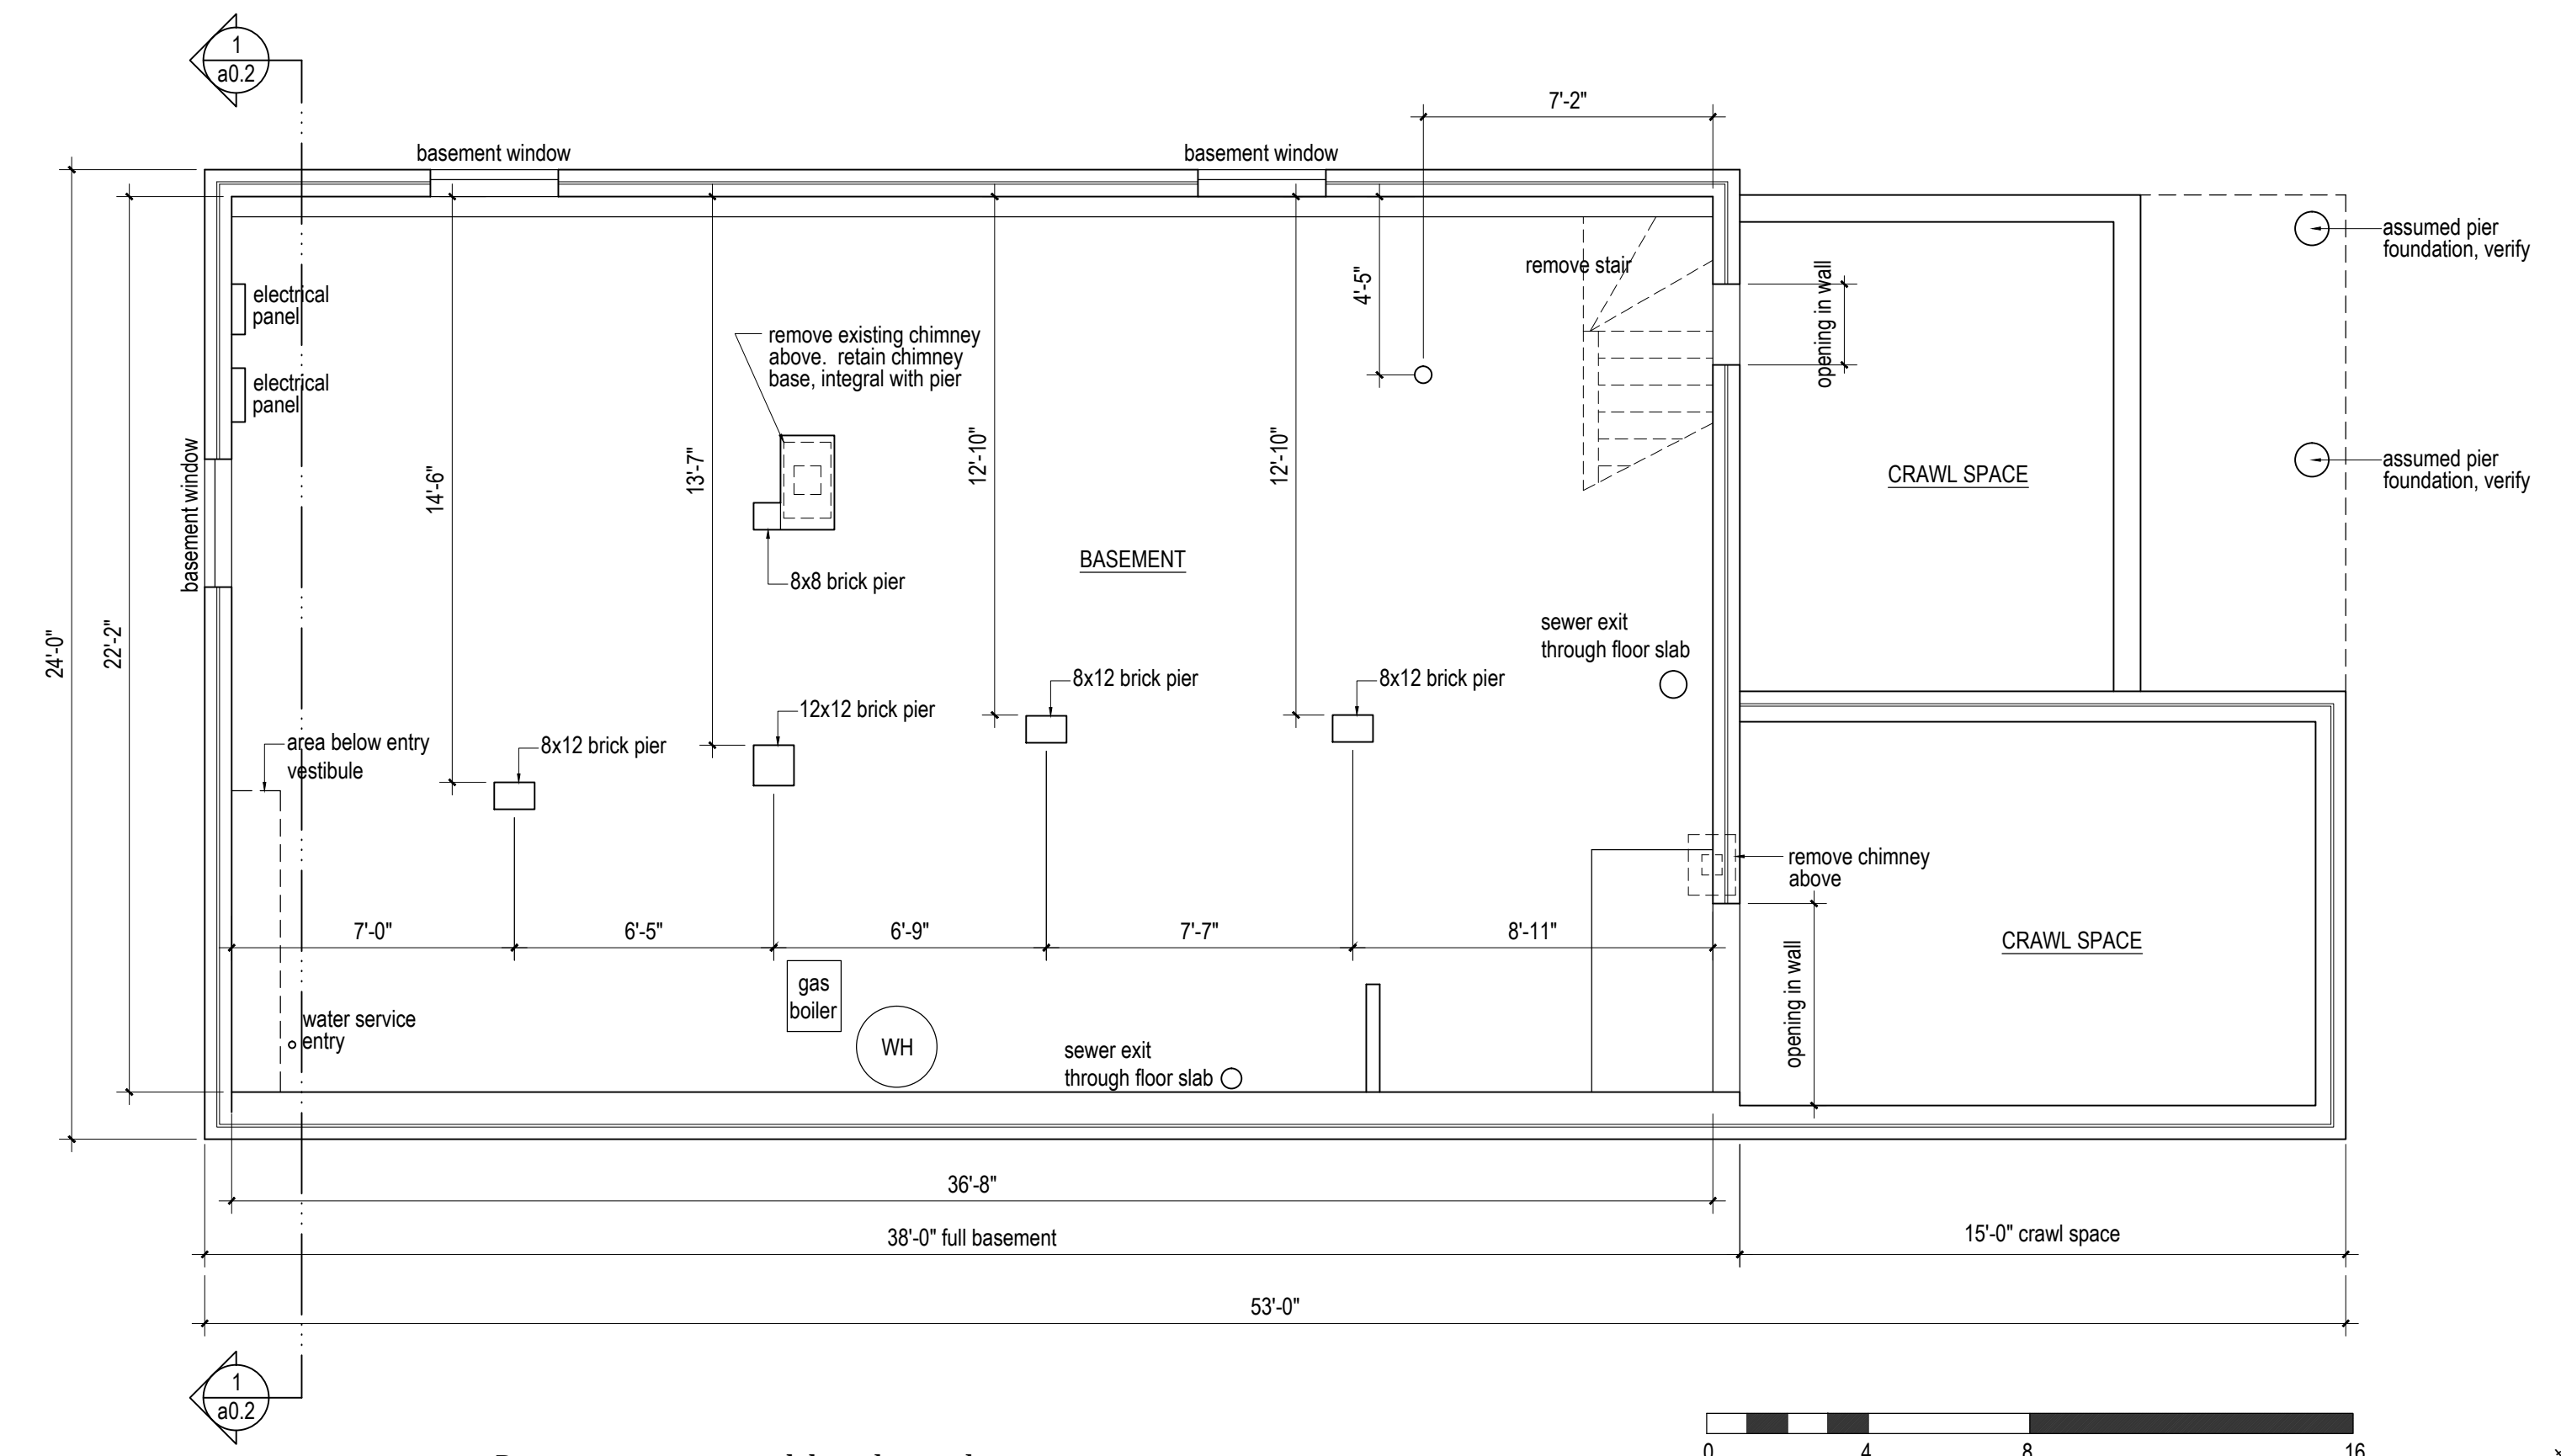 1
a0.2
7'-2"
basement window
basement window
assumed pier
foundation, verify
remove stair
opening in wall
4'-5"
electrical
panel
remove existing chimney
above. retain chimney
base, integral with pier
electrical
panel
basement window
14'-6"
13'-7"
12'-10"
12'-10"
CRAWL SPACE
assumed pier
foundation, verify
BASEMENT
8x8 brick pier
24'-0"
22'-2"
sewer exit
through floor slab
8x12 brick pier
8x12 brick pier
12x12 brick pier
8x12 brick pier
area below entry
vestibule
remove chimney
above
7'-0"
6'-5"
6'-9"
7'-7"
8'-11"
CRAWL SPACE
opening in wall
gas
boiler
WH
water service
entry
sewer exit
through floor slab
36'-8"
38'-0" full basement
15'-0" crawl space
53'-0"
1
a0.2
0 4 8 16